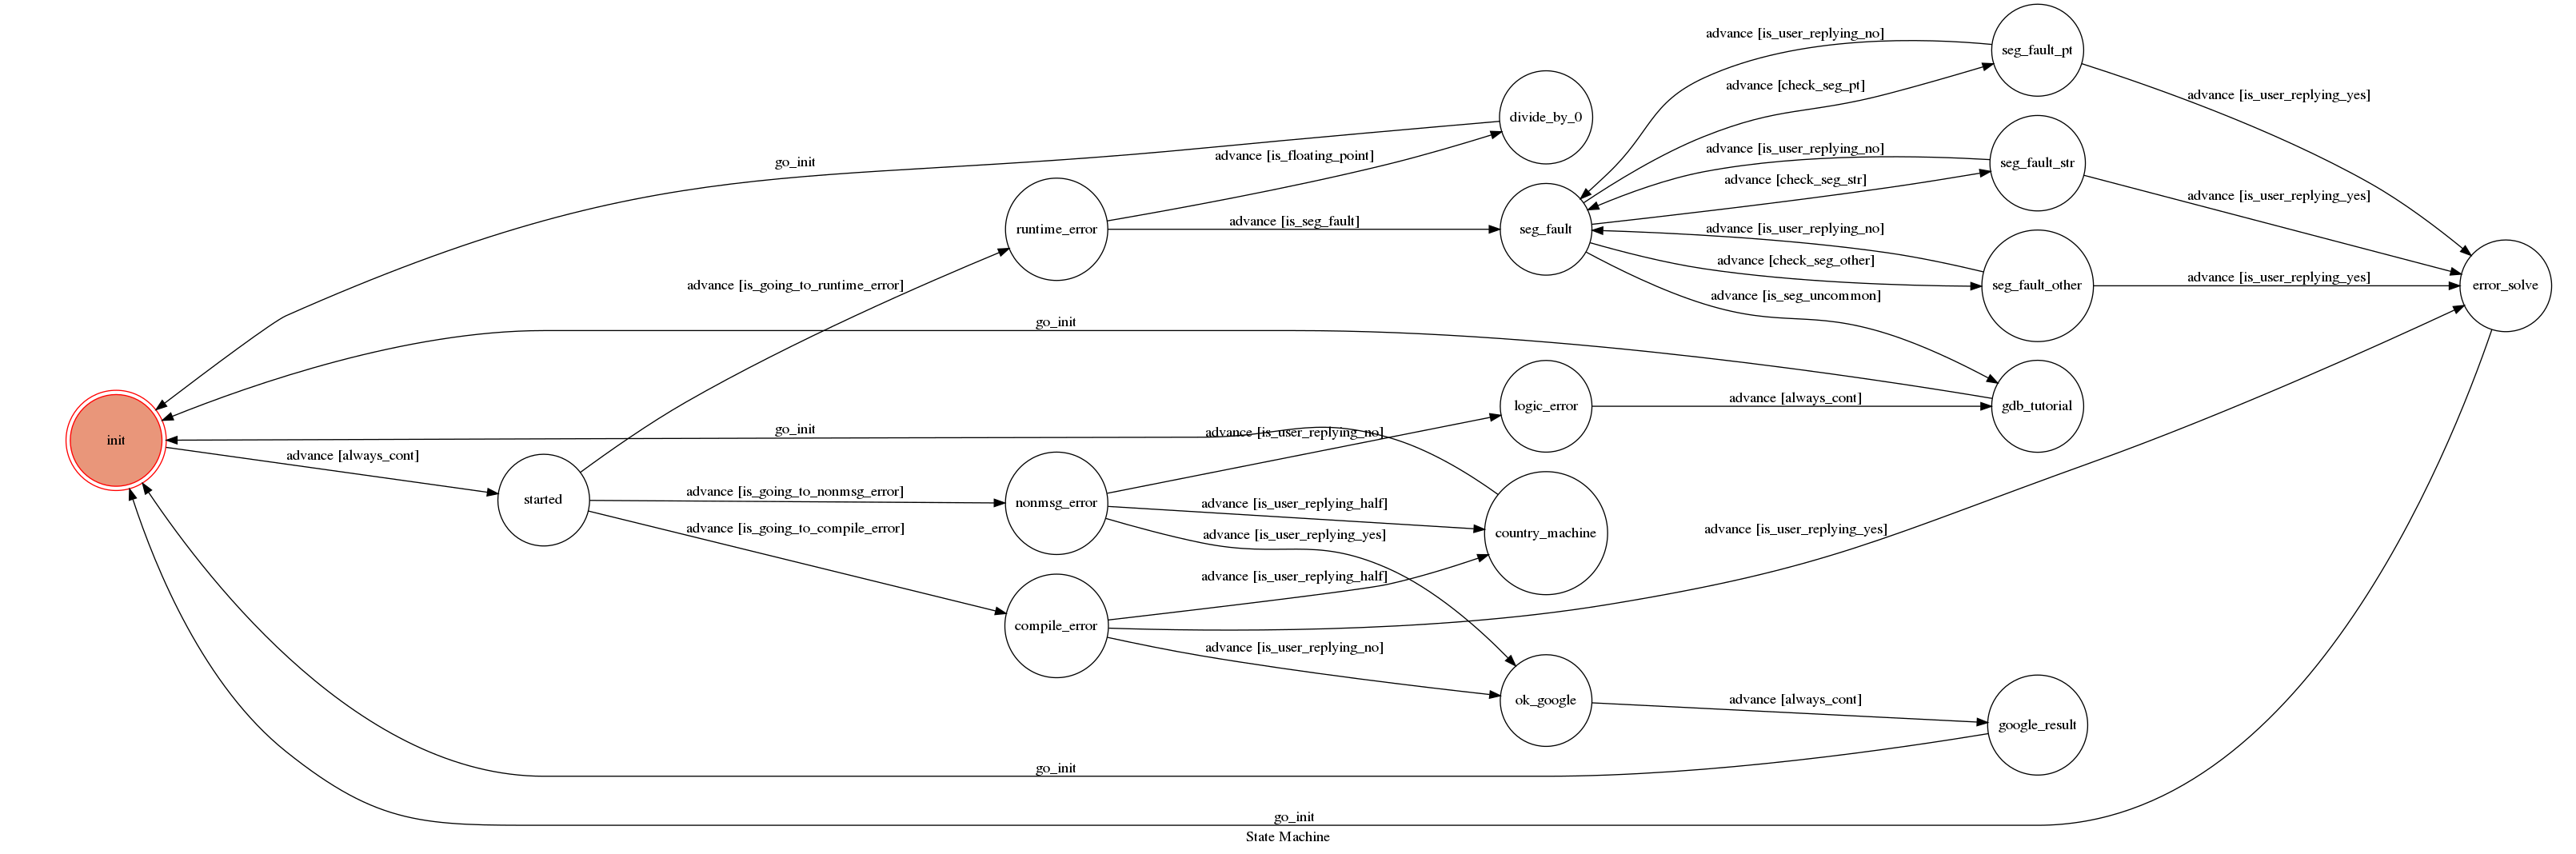 advance [is_user_replying_no]
seg_fault_pt
advance [check_seg_pt]
advance [is_user_replying_yes]
divide_by_0
go_init
advance [is_floating_point]
advance [is_user_replying_no]
seg_fault_str
advance [check_seg_str]
advance [is_user_replying_yes]
runtime_error
advance [is_seg_fault]
seg_fault
advance [is_user_replying_no]
advance [check_seg_other]
seg_fault_other
advance [is_user_replying_yes]
error_solve
advance [is_going_to_runtime_error]
advance [is_seg_uncommon]
go_init
logic_error
advance [always_cont]
gdb_tutorial
init
go_init
advance [is_user_replying_no]
advance [always_cont]
started
advance [is_going_to_nonmsg_error]
nonmsg_error
advance [is_user_replying_half]
country_machine
advance [is_going_to_compile_error]
advance [is_user_replying_yes]
advance [is_user_replying_yes]
advance [is_user_replying_half]
compile_error
advance [is_user_replying_no]
ok_google
advance [always_cont]
google_result
go_init
go_init
State Machine